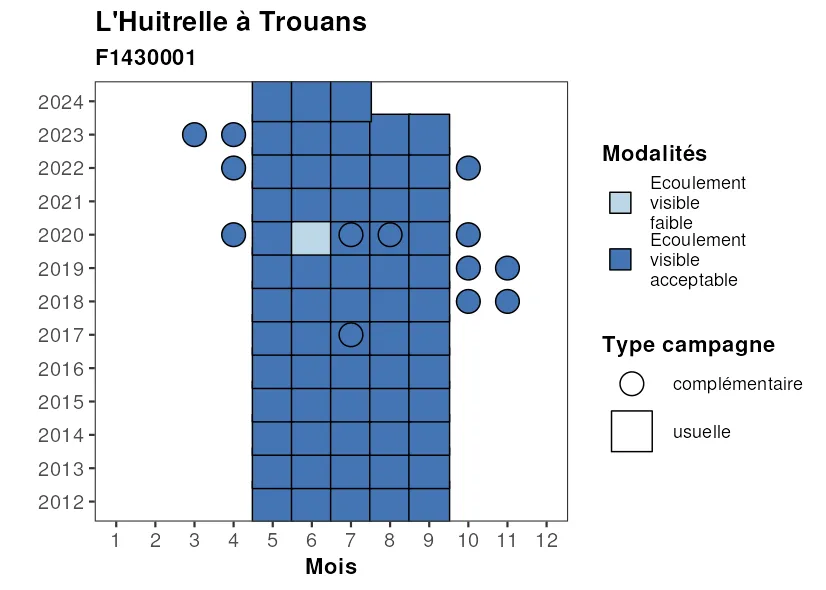 L'Huitrelle à Trouans
F1430001
2024
2023
2022
2021
2020
2019
2018
2017
2016
2015
2014
2013
2012
1 2 3 4 5 6 7 8 9 10 11 12
Mois
Modalités
Ecoulement
visible
faible
Ecoulement
visible
acceptable
Type campagne
complémentaire
usuelle